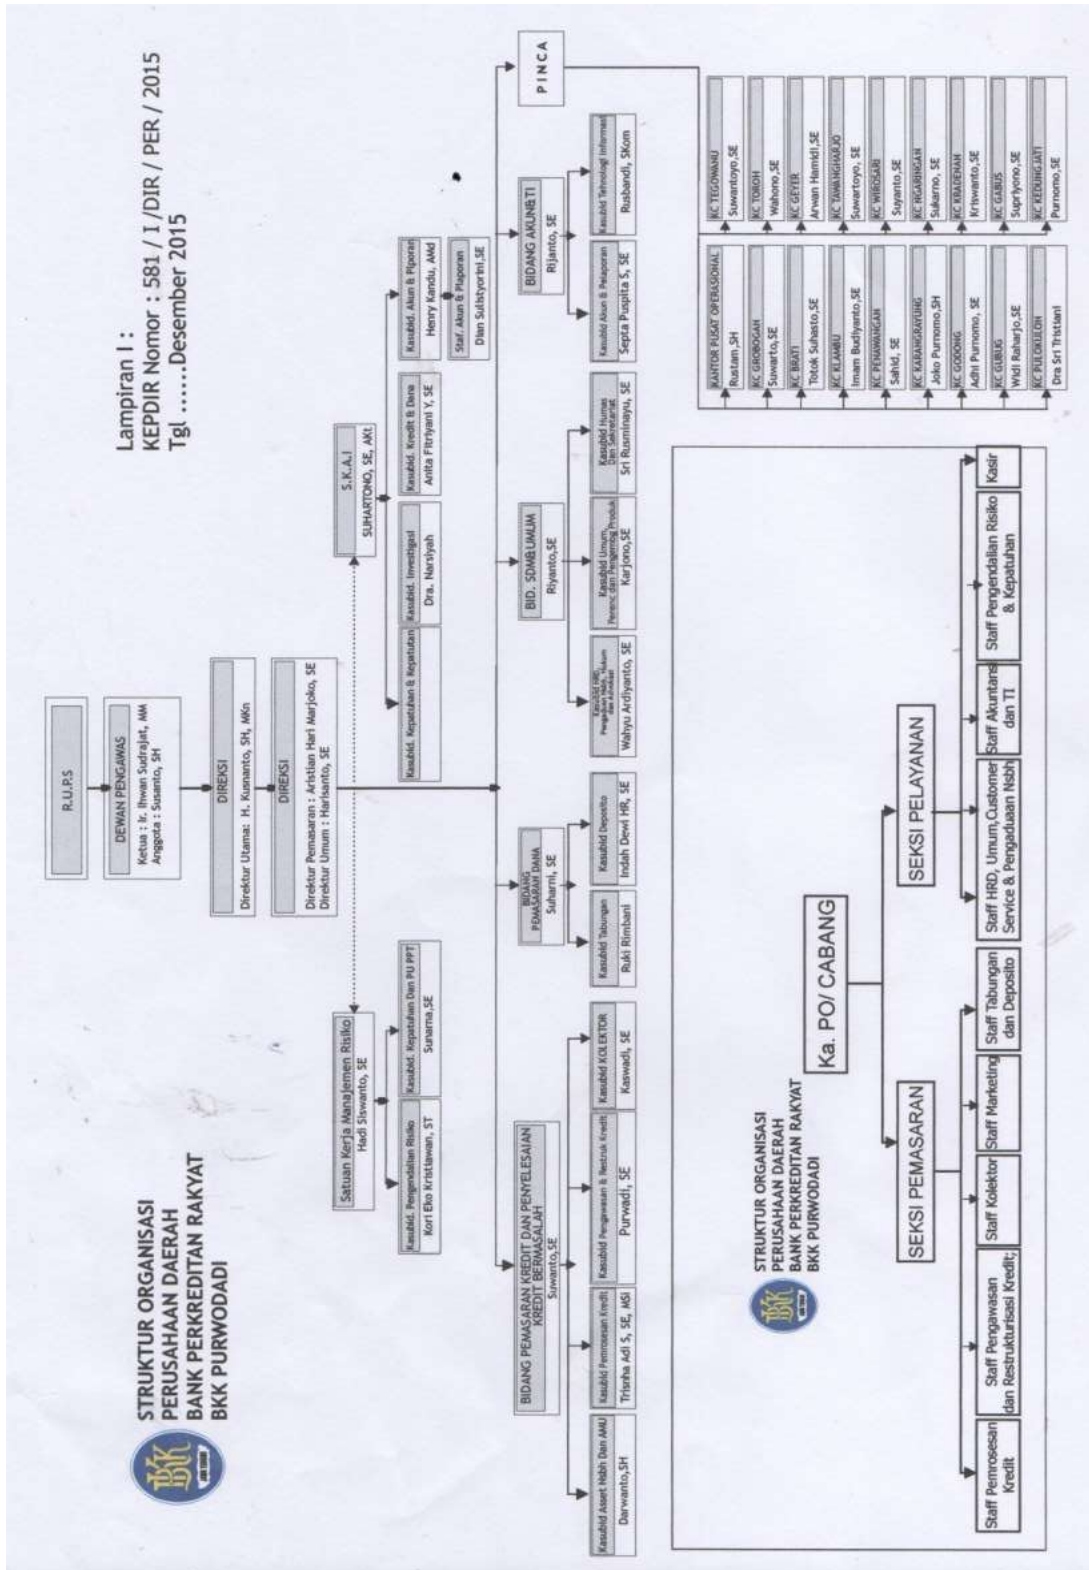 STRUKTUR ORGANISASI
PERUSAHAAN DAERAH
BANK PERKREDITAN RAKYAT
BKK PURWODADI
Lampiran I :
KEPDIR Nomor : 581 / I /DIR / PER / 2015
Tgl ......Desember 2015
R.U.P.S
DEWAN PENGAWAS
Ketua : Ir. Ihwan Sudrajat, MM
Anggota : Susanto, SH
DIREKSI
Direktur Utama: H. Kusnanto, SH, MKn
DIREKSI
Direktur Pemasaran : Aristian Hari Marjoko, SE
Direktur Umum : Harisanto, SE
Satuan Kerja Manajemen Risiko
Hadi Siswanto, SE
Kasubid. Pengendalian Risiko
Kori Eko Kristiawan, ST
Kasubid. Kepatuhan Dan PU PPT
Sunarna,SE
S.K.A.I
SUHARTONO, SE, AKt
Kasubid. Kepatuhan & Kepatutan
Kasubid. Investigasi
Dra. Narsiyah
Kasubid. Kredit & Dana
Anita Fitriyani Y, SE
Kasubid. Akun & Plporan
Henry Kandu, AMd
Staf. Akun & Plaporan
Dian Sulistyorini,SE
BIDANG PEMASARAN KREDIT DAN PENYELESAIAN
KREDIT BERMASALAH
Suwanto,SE
Kasubid Asset Nsbh Dan AMU
Darwanto,SH
Kasubid Pemrosesan Kredit
Trisnha Adi S, SE, MSi
Kasubid Pengawasan & Restruk Kredit
Purwadi, SE
Kasubid KOLEKTOR
Kaswadi, SE
BIDANG
PEMASARAN DANA
Suharni, SE
Kasubid Tabungan
Ruki Rimbani
Kasubid Deposito
Indah Dewi HR, SE
BID. SDM&UMUM
Riyanto,SE
Kasubid HRD,
Pengaduan Nsbh, Hukum
dan Advokasi
Wahyu Ardiyanto, SE
Kasubid Umum,
Perenc dan Pengembg Produk
Karjono,SE
Kasubid Humas
Dan Sekretariat
Sri Rusminayu, SE
BIDANG AKUN&TI
Rijanto, SE
Kasubid Akun & Pelaporan
Septa Puspita S, SE
Kasubid Tehnologi Informasi
Rusbandi, SKom
PINCA
KANTOR PUSAT OPERASIONAL
Rustam,SH
KC GROBOGAN
Suwarto,SE
KC BRATI
Totok Suhasto,SE
KC KLAMBU
Imam Budiyanto,SE
KC PENAWANGAN
Sahid, SE
KC KARANGRAYUNG
Joko Purnomo,SH
KC GODONG
Adhi Purnomo, SE
KC GUBUG
Widi Raharjo,SE
KC PULOKULON
Dra Sri Tristiani
KC TEGOWANU
Suwantoyo,SE
KC TOROH
Wahono,SE
KC GEYER
Arwan Hamidi,SE
KC TAWANGHARJO
Suwartoyo, SE
KC WIROSARI
Suyanto,SE
KC NGARINGAN
Sukarno, SE
KC KRADENAN
Kriswanto,SE
KC GABUS
Supriyono,SE
KC KEDUNGJATI
Purnomo,SE
STRUKTUR ORGANISASI
PERUSAHAAN DAERAH
BANK PERKREDITAN RAKYAT
BKK PURWODADI
Ka. PO/ CABANG
SEKSI PEMASARAN
SEKSI PELAYANAN
Staff Pemrosesan
Kredit
Staff Pengawasan
dan Restrukturisasi Kredit;
Staff Kolektor
Staff Marketing
Staff Tabungan
dan Deposito
Staff HRD, Umum,Customer
Service & Pengaduaan Nsbh
Staff Akuntansi
dan TI
Staff Pengendalian Risiko
& Kepatuhan
Kasir